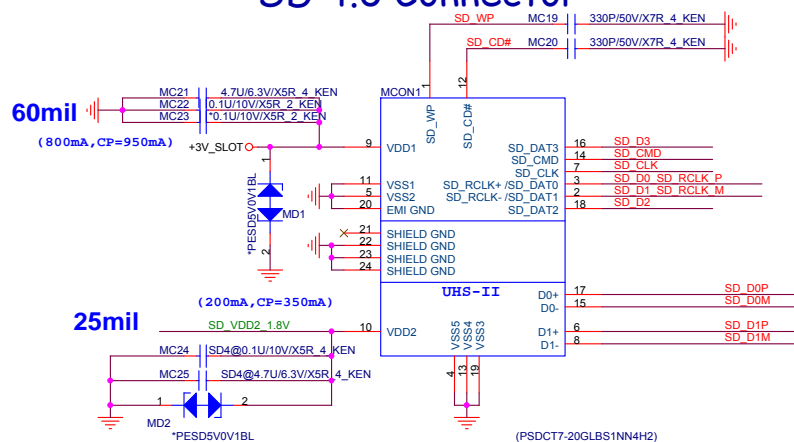 SD 4.0 Connector
SD_WP MC19 330P/50V/X7R_4_KEN
SD_CD# MC20 330P/50V/X7R_4_KEN
1 12
MC21 4.7U/6.3V/X5R_4_KEN
MC22 0.1U/10V/X5R_2_KEN
MC23 *0.1U/10V/X5R_2_KEN
60mil
(800mA,CP=950mA)
MCON1
SD_WP SD_CD#
+3V_SLOT 9 VDD1
SD_DAT3 16 SD_D3
SD_CMD 14 SD_CMD
SD_CLK 7 SD_CLK
11 VSS1 SD_RCLK+ /SD_DAT0 3 SD_D0_SD_RCLK_P
5 VSS2 SD_RCLK- /SD_DAT1 2 SD_D1_SD_RCLK_M
20 EMI GND SD_DAT2 18 SD_D2
1
MD1
*PESD5V0V1BL
2
21 SHIELD GND
22 SHIELD GND
23 SHIELD GND
24 SHIELD GND
UHS-II
(200mA,CP=350mA)
25mil
SD_VDD2_1.8V 10 VDD2
D0+ 17 SD_D0P
D0- 15 SD_D0M
D1+ 6 SD_D1P
D1- 8 SD_D1M
VSS5 VSS4 VSS3
4 13 19
MC24 SD4@0.1U/10V/X5R_4_KEN
MC25 SD4@4.7U/6.3V/X5R_4_KEN
1 2
MD2
*PESD5V0V1BL
(PSDCT7-20GLBS1NN4H2)